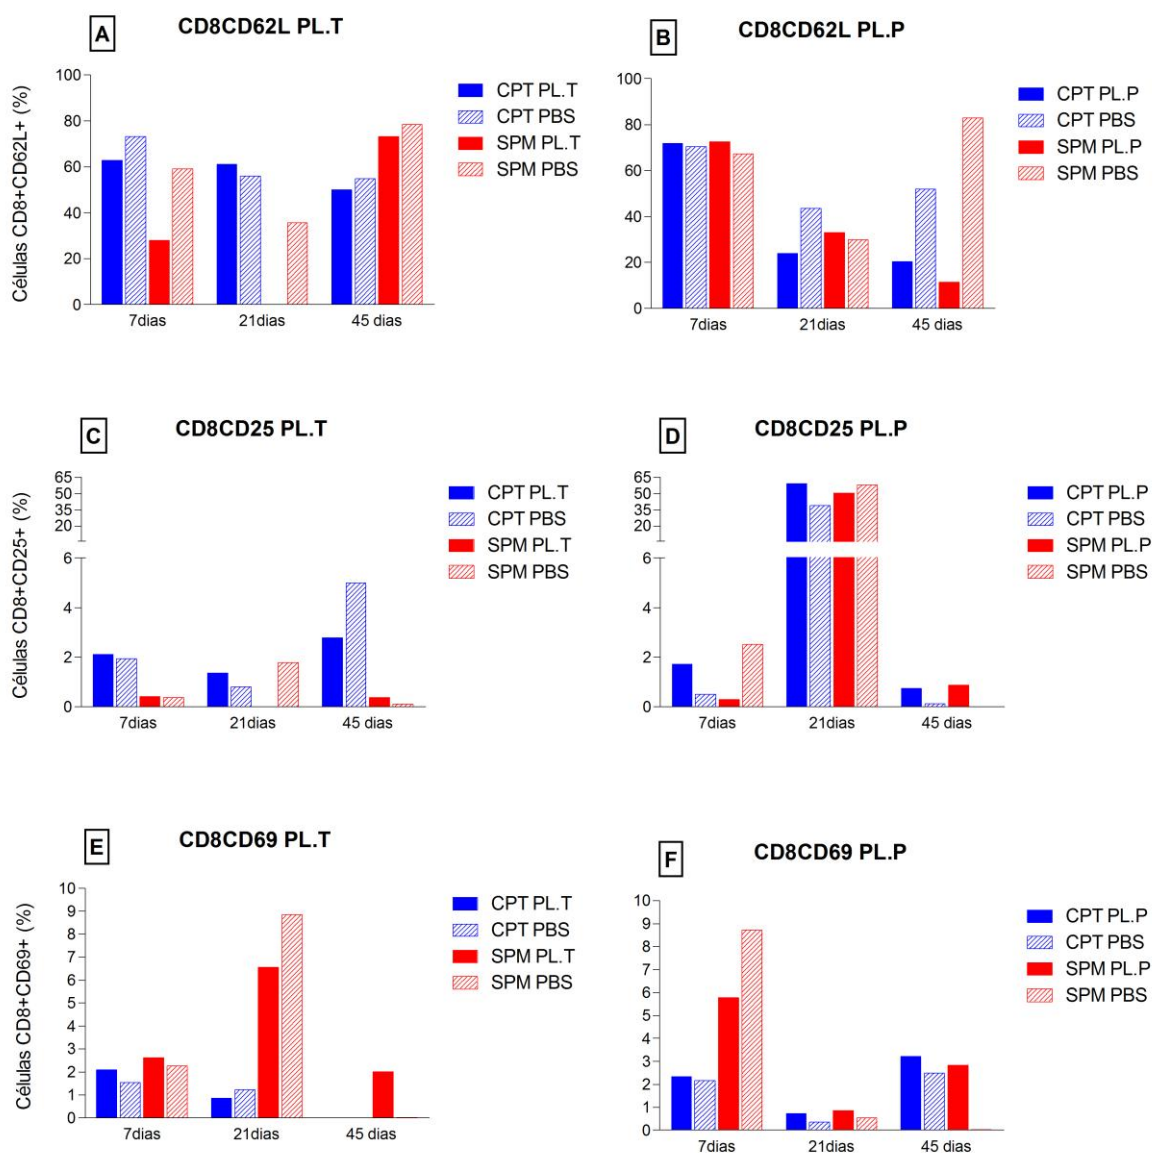 A
CD8CD62L PL.T
Células CD8+CD62L+ (%)
100
80
60
40
20
0
7dias
21dias
45 dias
CPT PL.T
CPT PBS
SPM PL.T
SPM PBS
B
CD8CD62L PL.P
100
80
60
40
20
0
7dias
21dias
45 dias
CPT PL.P
CPT PBS
SPM PL.P
SPM PBS
C
CD8CD25 PL.T
Células CD8+CD25+ (%)
65
50
35
20
6
4
2
0
7dias
21dias
45 dias
CPT PL.T
CPT PBS
SPM PL.T
SPM PBS
D
CD8CD25 PL.P
65
50
35
20
6
4
2
0
7dias
21dias
45 dias
CPT PL.P
CPT PBS
SPM PL.P
SPM PBS
E
CD8CD69 PL.T
Células CD8+CD69+ (%)
10
9
8
7
6
5
4
3
2
1
0
7dias
21dias
45 dias
CPT PL.T
CPT PBS
SPM PL.T
SPM PBS
F
CD8CD69 PL.P
10
9
8
7
6
5
4
3
2
1
0
7dias
21dias
45 dias
CPT PL.P
CPT PBS
SPM PL.P
SPM PBS